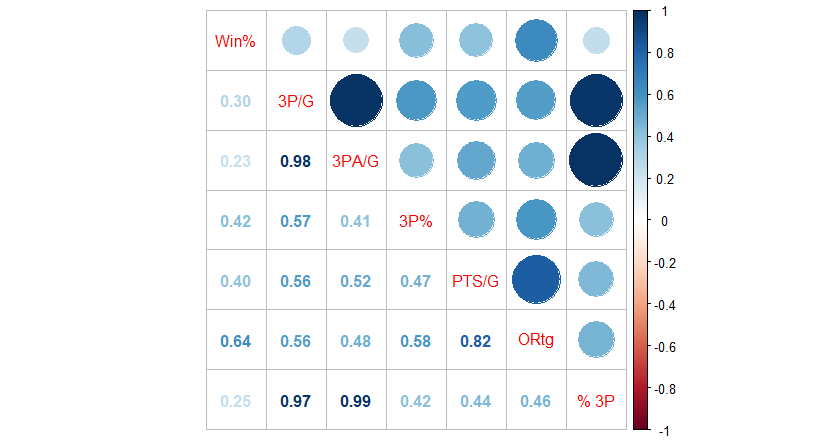 Win%
0.30 3P/G
0.23 0.98 3PA/G
0.42 0.57 0.41 3P%
0.40 0.56 0.52 0.47 PTS/G
0.64 0.56 0.48 0.58 0.82 ORtg
0.25 0.97 0.99 0.42 0.44 0.46 % 3P
1
0.8
0.6
0.4
0.2
0
-0.2
-0.4
-0.6
-0.8
-1